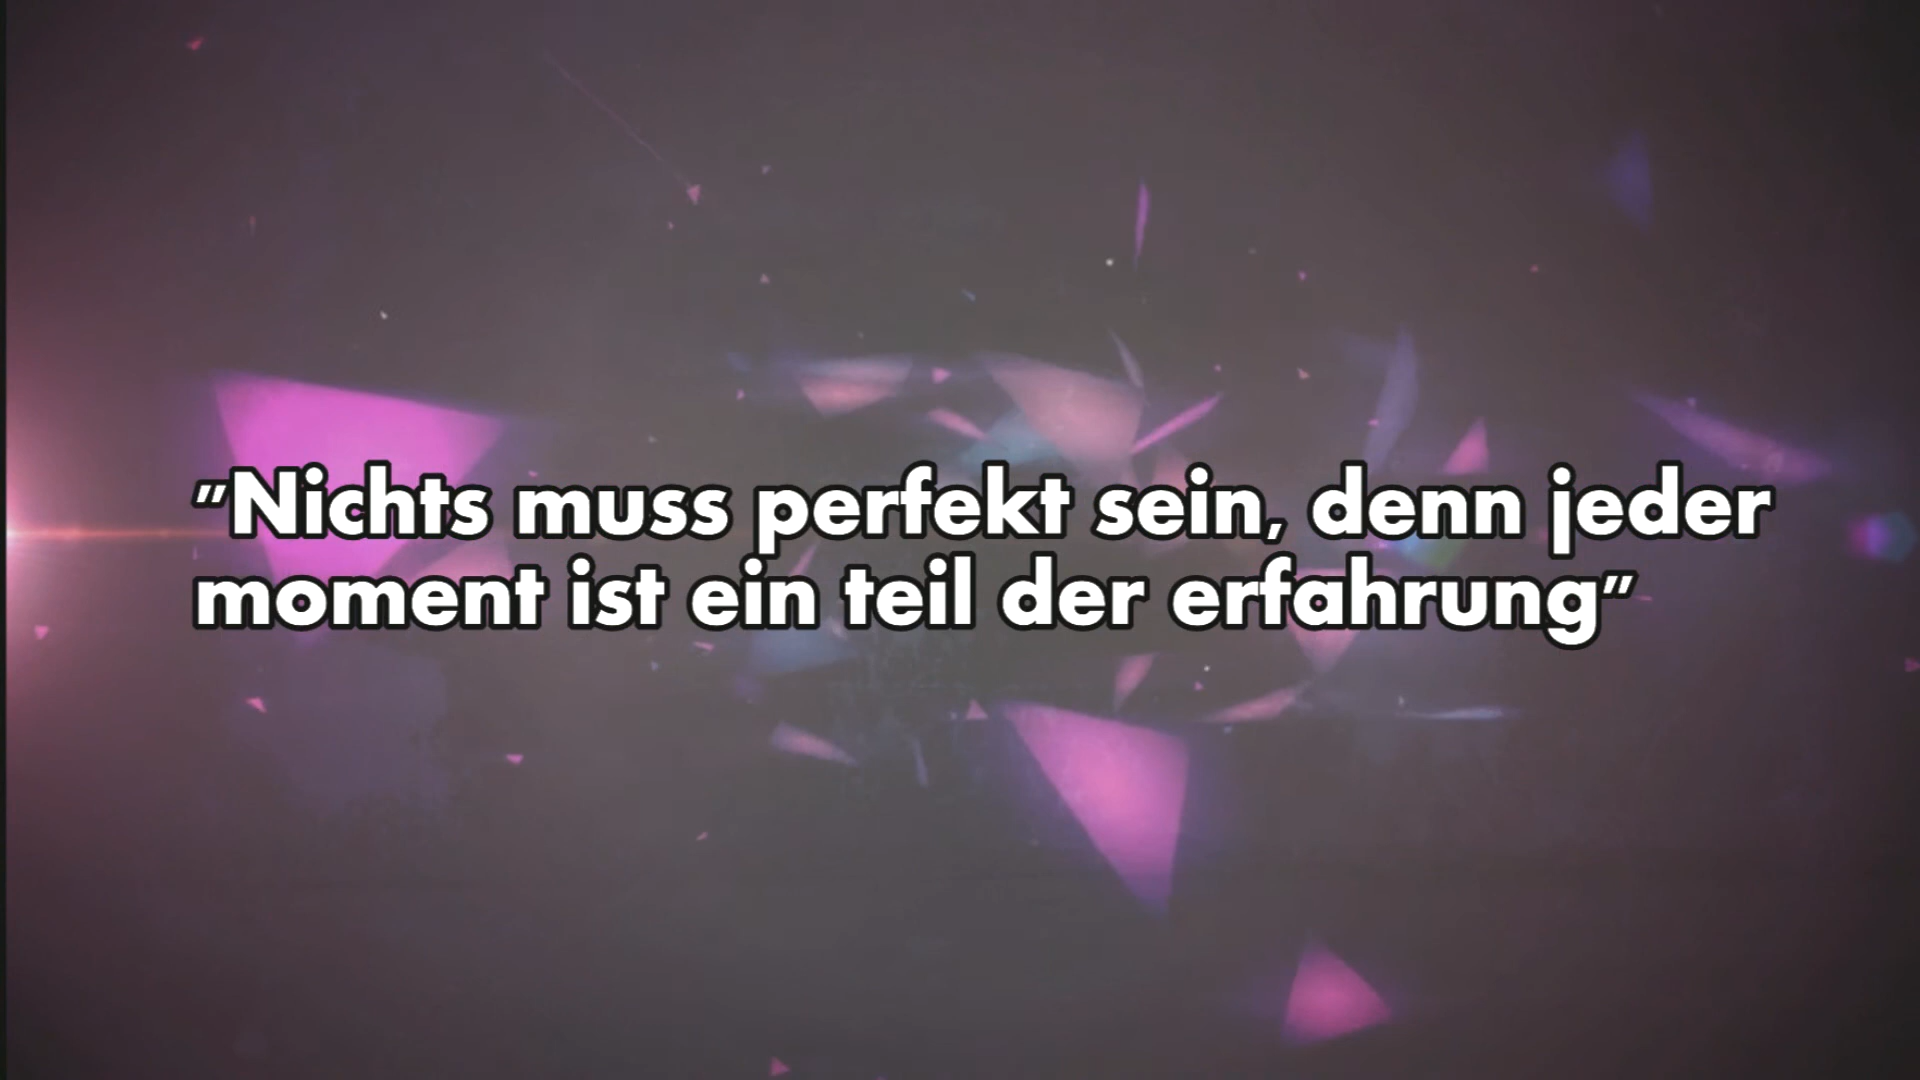 "Nichts muss perfekt sein, denn jeder
moment ist ein teil der erfahrung"